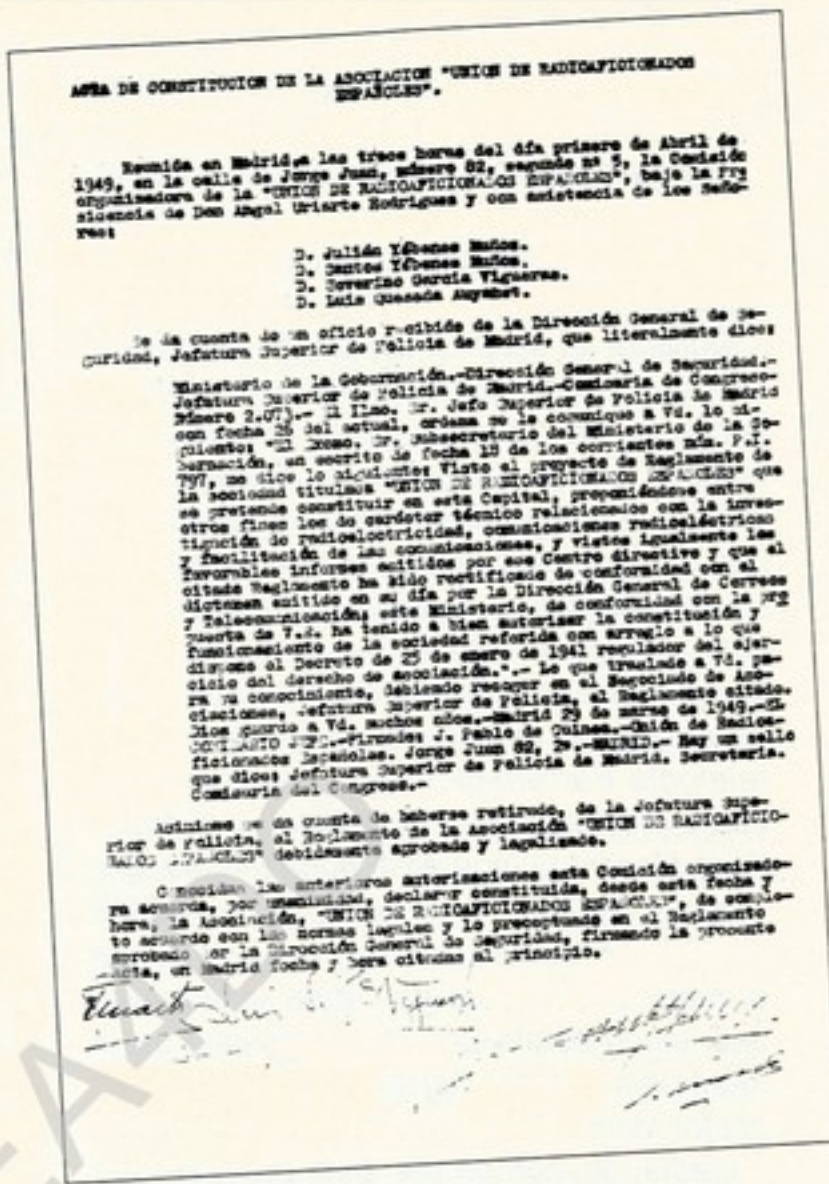 ACTA DE CONSTITUCION DE LA ASOCIACION "UNION DE RADIOAFICIONADOS
ESPAÑOLES".
Reunida en Madrid, a las trece horas del día primero de Abril de
1949, en la calle de Jorge Juan, número 82, segundo nº 5, la Comisión
organizadora de la "UNION DE RADIOAFICIONADOS ESPAÑOLES", bajo la Pre
sidencia de Don Angel Uriarte Rodriguez y con asistencia de los Seño-
res:
D. Julián Yébenes Muñoz.
D. Santos Yébenes Muñoz.
D. Severino García Vigueras.
D. Luis Quesada
Se da cuenta de un oficio recibido de la Dirección General de Se-
guridad, Jefatura Superior de Policia de Madrid, que literalmente dice:
Ministerio de la Gobernación.-Dirección General de Seguridad.-
Jefatura Superior de Policia de Madrid.-Comisaria de Congreso-
Número 2.073.- El Ilmo. Sr. Jefe Superior de Policia de Madrid
con fecha 26 del actual, ordena se le comunique a Vd. lo si-
guiente: "El Excmo. Sr. Subsecretario del Ministerio de la Go-
bernación, en escrito de fecha 18 de los corrientes núm. P.I.
797, me dice lo siguiente: Visto el proyecto de Reglamento de
la sociedad titulada "UNION DE RADIOAFICIONADOS ESPAÑOLES" que
se pretende constituir en esta Capital, proponiéndose entre
otros fines los de carácter técnico relacionados con la inves-
tigación de radioelectricidad, comunicaciones radioeléctricas
y facilitación de las comunicaciones, y vistos igualmente los
favorables informes emitidos por ese Centro directivo y que el
citado Reglamento ha sido rectificado de conformidad con el
dictamen emitido en su día por la Dirección General de Correos
y Telecomunicación; este Ministerio, de conformidad con la pro
puesta de V.E. ha tenido a bien autorizar la constitución y
funcionamiento de la sociedad referida con arreglo a lo que
dispone el Decreto de 25 de enero de 1941 regulador del ejer-
cicio del derecho de asociación.".- Lo que traslado a Vd. pa-
ra su conocimiento, debiendo recoger en el Negociado de Aso-
ciaciones, Jefatura Superior de Policia, el Reglamento citado.
Dios guarde a Vd. muchos años.-Madrid 29 de marzo de 1949.-EL
COMISARIO JEFE.-Firmado: J. Pablo de Guinea.-Unión de Radioa-
ficionados Españoles. Jorge Juan 82, 2º.-MADRID.- Hay un sello
que dice: Jefatura Superior de Policia de Madrid. Secretaria.
Comisaria del Congreso.-
Asimismo se da cuenta de haberse retirado, de la Jefatura Supe-
rior de Policia, el Reglamento de la Asociación "UNION DE RADIOAFICIO-
NADOS ESPAÑOLES" debidamente aprobado y legalizado.
Conocidas las anteriores autorizaciones esta Comisión organizado-
ra acuerda, por unanimidad, declarar constituida, desde esta fecha y
hora, la Asociación, "UNION DE RADIOAFICIONADOS ESPAÑOLES", de comple-
to acuerdo con las normas legales y lo preceptuado en el Reglamento
aprobado por la Dirección General de Seguridad, firmando la presente
acta, en Madrid fecha y hora citadas al principio.
EA4DO